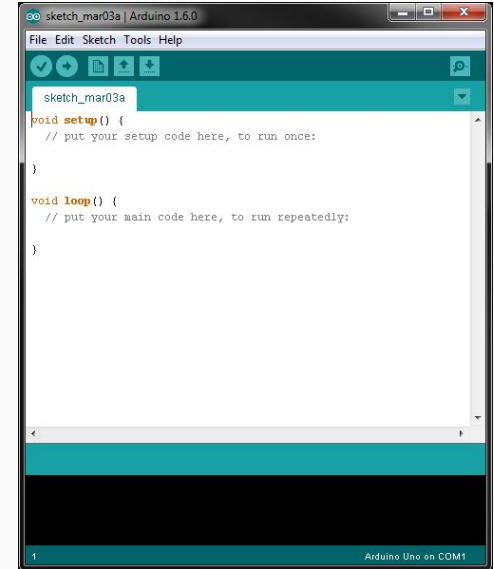 sketch_mar03a | Arduino 1.6.0
File Edit Sketch Tools Help
sketch_mar03a
void setup() {
// put your setup code here, to run once:
}
void loop() {
// put your main code here, to run repeatedly:
}
1
Arduino Uno on COM1